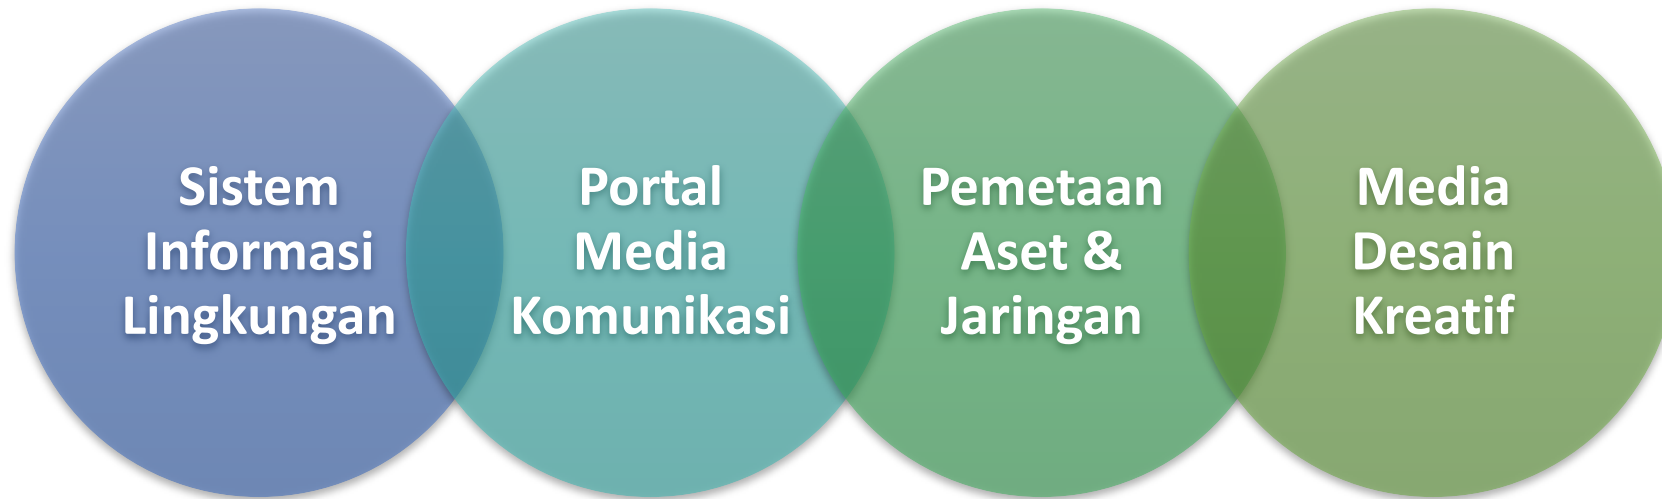 Sistem
Informasi
Lingkungan
Portal
Media
Komunikasi
Pemetaan
Aset &
Jaringan
Media
Desain
Kreatif